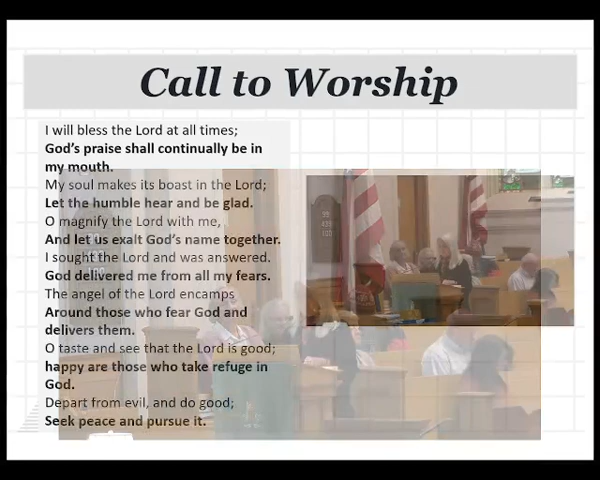 Call to Worship
I will bless the Lord at all times;
God's praise shall continually be in
my mouth.
My soul makes its boast in the Lord;
Let the humble hear and be glad.
O magnify the Lord with me,
And let us exalt God's name together.
I sought the Lord and was answered.
God delivered me from all my fears.
The angel of the Lord encamps
Around those who fear God and
delivers them.
O taste and see that the Lord is good;
happy are those who take refuge in
God.
Depart from evil, and do good;
Seek peace and pursue it.